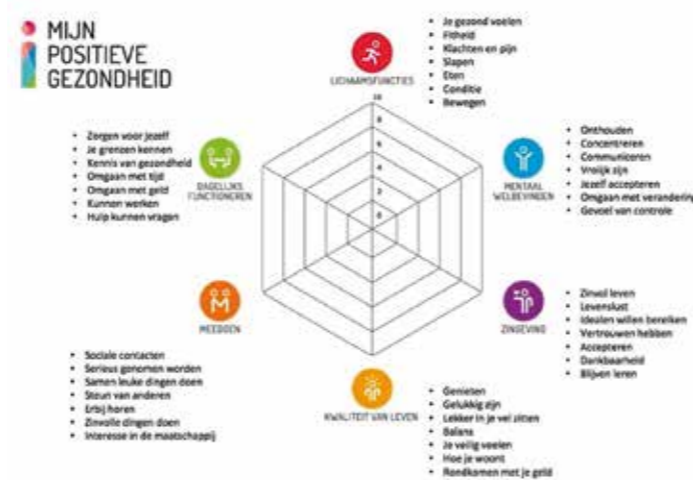 MIJN
POSITIEVE
GEZONDHEID
• Je gezond voelen
• Fitheid
• Klachten en pijn
• Slapen
• Eten
• Conditie
• Bewegen
LICHAAMSFUNCTIES
10
8
6
4
2
0
• Onthouden
• Concentreren
• Communiceren
• Vrolijk zijn
• Jezelf accepteren
• Omgaan met verandering
• Gevoel van controle
MENTAAL
WELBEVINDEN
• Zinvol leven
• Levenslust
• Idealen willen bereiken
• Vertrouwen hebben
• Accepteren
• Dankbaarheid
• Blijven leren
ZINGEVING
• Genieten
• Gelukkig zijn
• Lekker in je vel zitten
• Balans
• Je veilig voelen
• Hoe je woont
• Rondkomen met je geld
KWALITEIT VAN LEVEN
• Sociale contacten
• Serieus genomen worden
• Samen leuke dingen doen
• Steun van anderen
• Erbij horen
• Zinvolle dingen doen
• Interesse in de maatschappij
MEEDOEN
• Zorgen voor jezelf
• Je grenzen kennen
• Kennis van gezondheid
• Omgaan met tijd
• Omgaan met geld
• Kunnen werken
• Hulp kunnen vragen
DAGELIJKS
FUNCTIONEREN